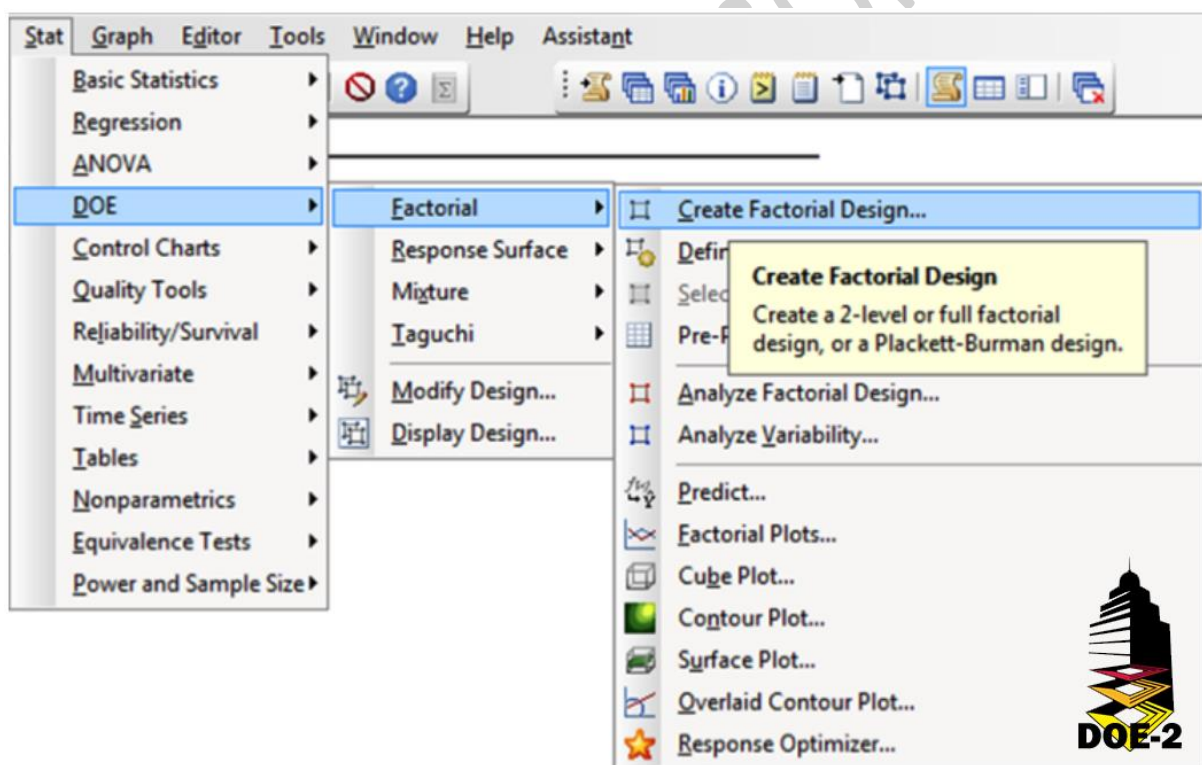 Stat Graph Editor Tools Window Help Assistant
Basic Statistics
Regression
ANOVA
DOE
Control Charts
Quality Tools
Reliability/Survival
Multivariate
Time Series
Tables
Nonparametrics
Equivalence Tests
Power and Sample Size
Factorial
Response Surface
Mixture
Taguchi
Modify Design...
Display Design...
Create Factorial Design...
Defin
Selec
Pre-
Create Factorial Design
Create a 2-level or full factorial
design, or a Plackett-Burman design.
Analyze Factorial Design...
Analyze Variability...
Predict...
Factorial Plots...
Cube Plot...
Contour Plot...
Surface Plot...
Overlaid Contour Plot...
Response Optimizer...
DOE-2